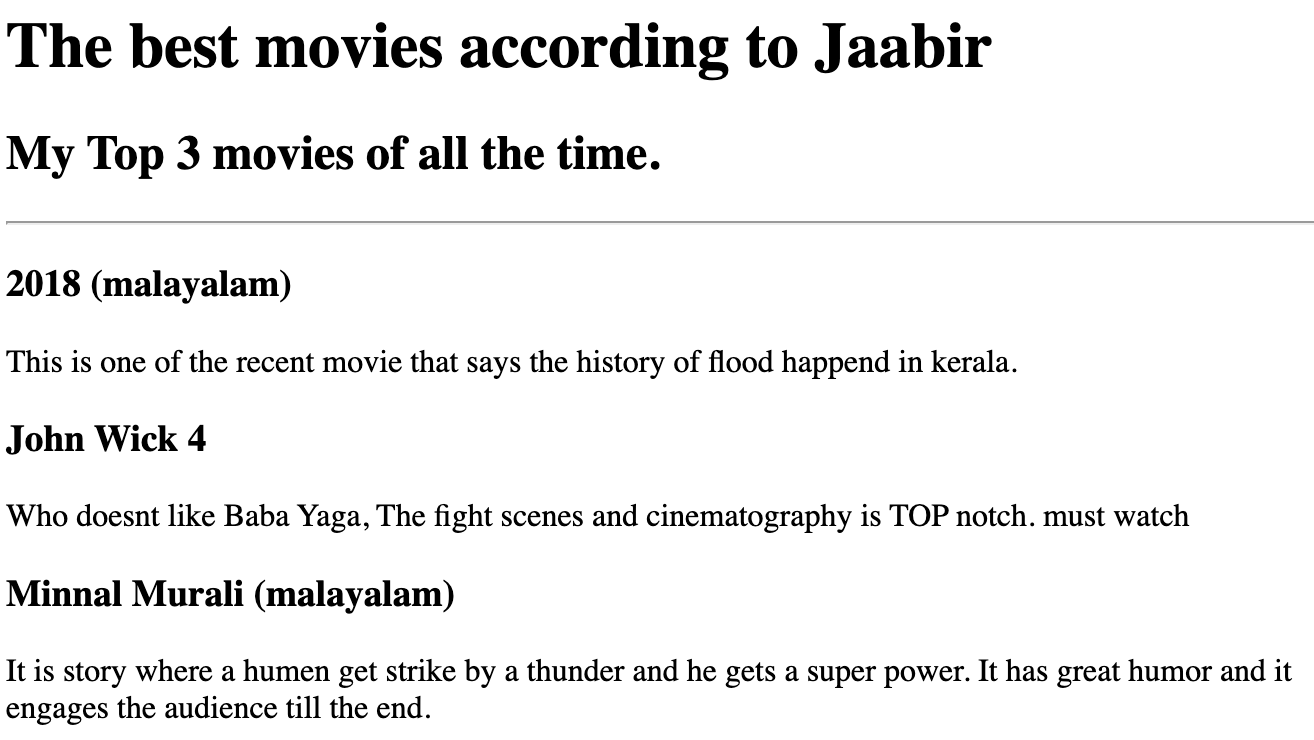 The best movies according to Jaabir
My Top 3 movies of all the time.
2018 (malayalam)
This is one of the recent movie that says the history of flood happend in kerala.
John Wick 4
Who doesnt like Baba Yaga, The fight scenes and cinematography is TOP notch. must watch
Minnal Murali (malayalam)
It is story where a humen get strike by a thunder and he gets a super power. It has great humor and it
engages the audience till the end.